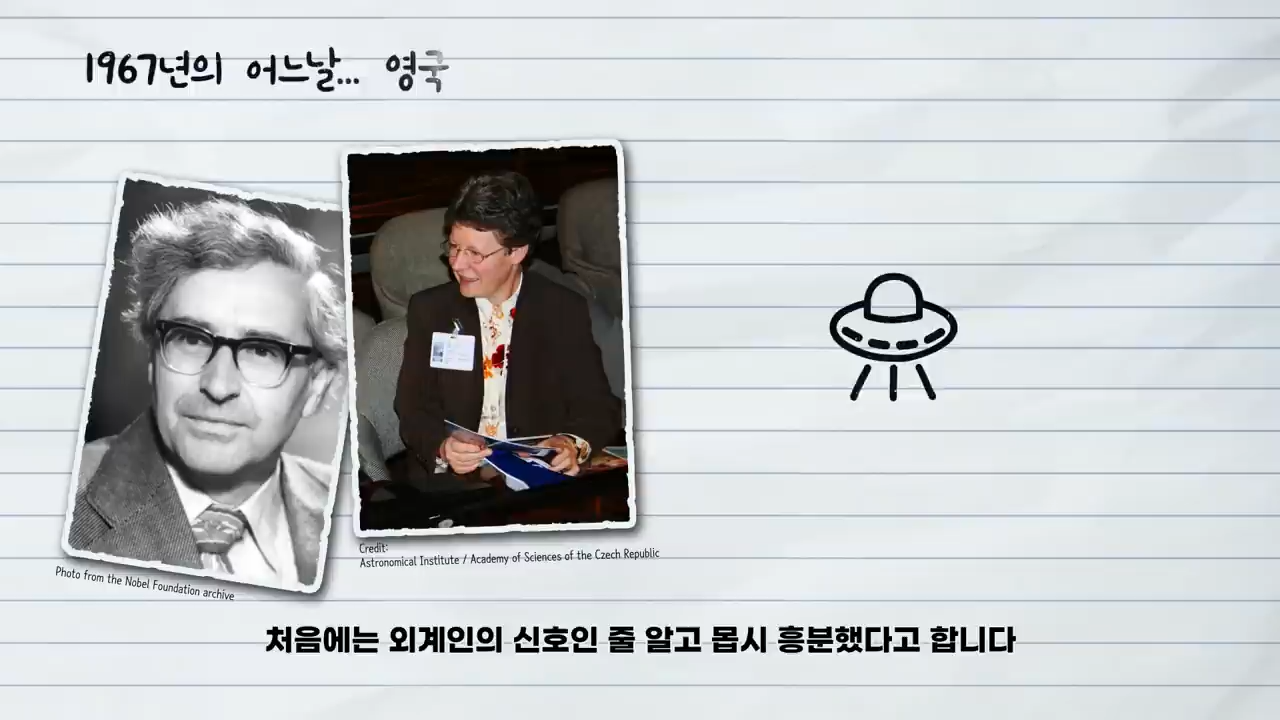 1967년의 어느날... 영국
Credit:
Astronomical Institute / Academy of Sciences of the Czech Republic
Photo from the Nobel Foundation archive
처음에는 외계인의 신호인 줄 알고 몹시 흥분했다고 합니다